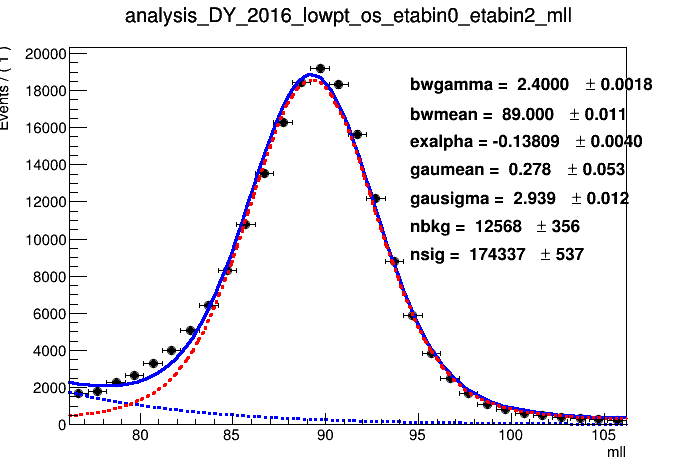 analysis_DY_2016_lowpt_os_etabin0_etabin2_mll
Events / ( 1 )
20000
18000
16000
14000
12000
10000
8000
6000
4000
2000
0
bwgamma = 2.4000 ± 0.0018
bwmean = 89.000 ± 0.011
exalpha = -0.13809 ± 0.0040
gaumean = 0.278 ± 0.053
gausigma = 2.939 ± 0.012
nbkg = 12568 ± 356
nsig = 174337 ± 537
80 85 90 95 100 105
mll